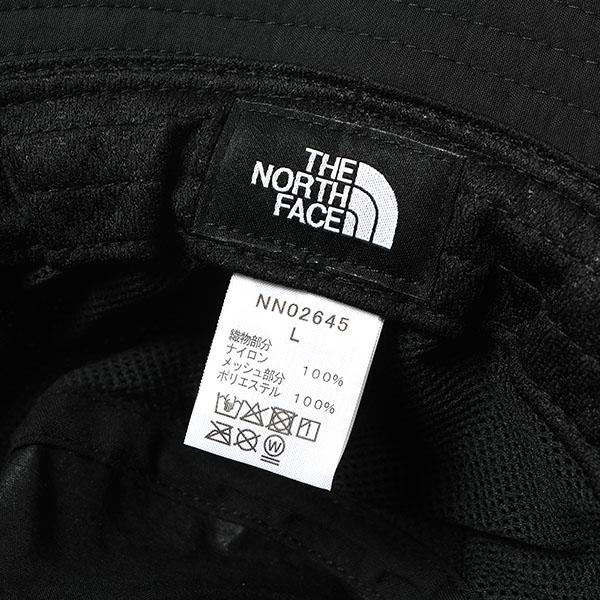 THE
NORTH
FACE
NN02645
L
織物部分
ナイロン 100%
メッシュ部分
ポリエステル 100%
W